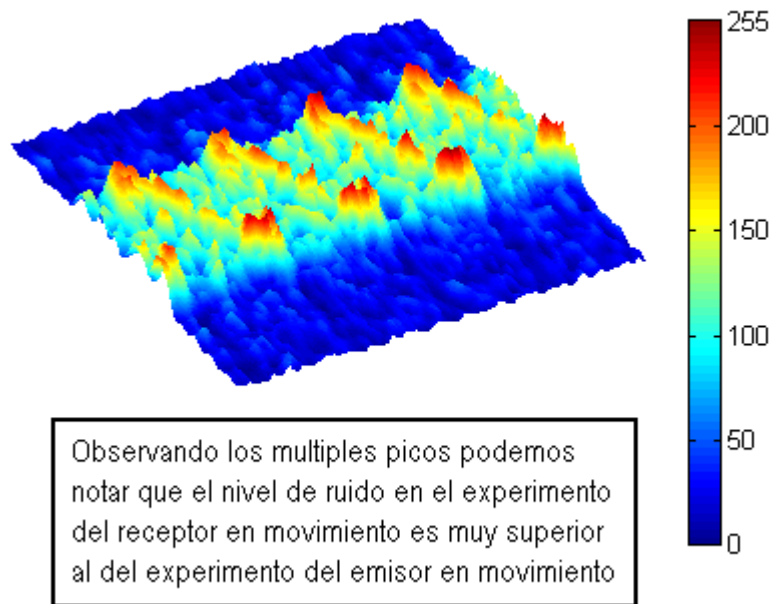 255
200
150
100
50
0
Observando los multiples picos podemos
notar que el nivel de ruido en el experimento
del receptor en movimiento es muy superior
al del experimento del emisor en movimiento